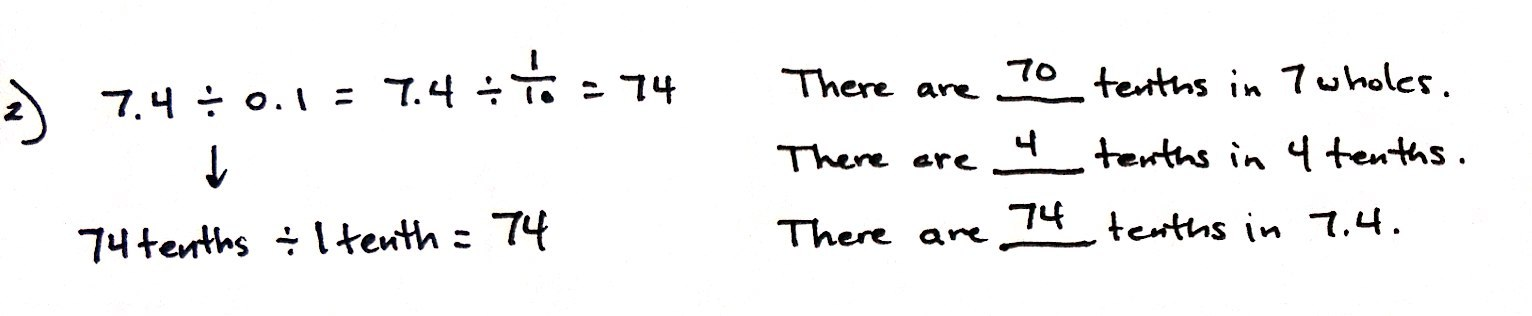 2) 7.4 ÷ 0.1 = 7.4 ÷ 1/10 = 74
↓
74 tenths ÷ 1 tenth = 74
There are 70 tenths in 7 wholes.
There are 4 tenths in 4 tenths.
There are 74 tenths in 7.4.